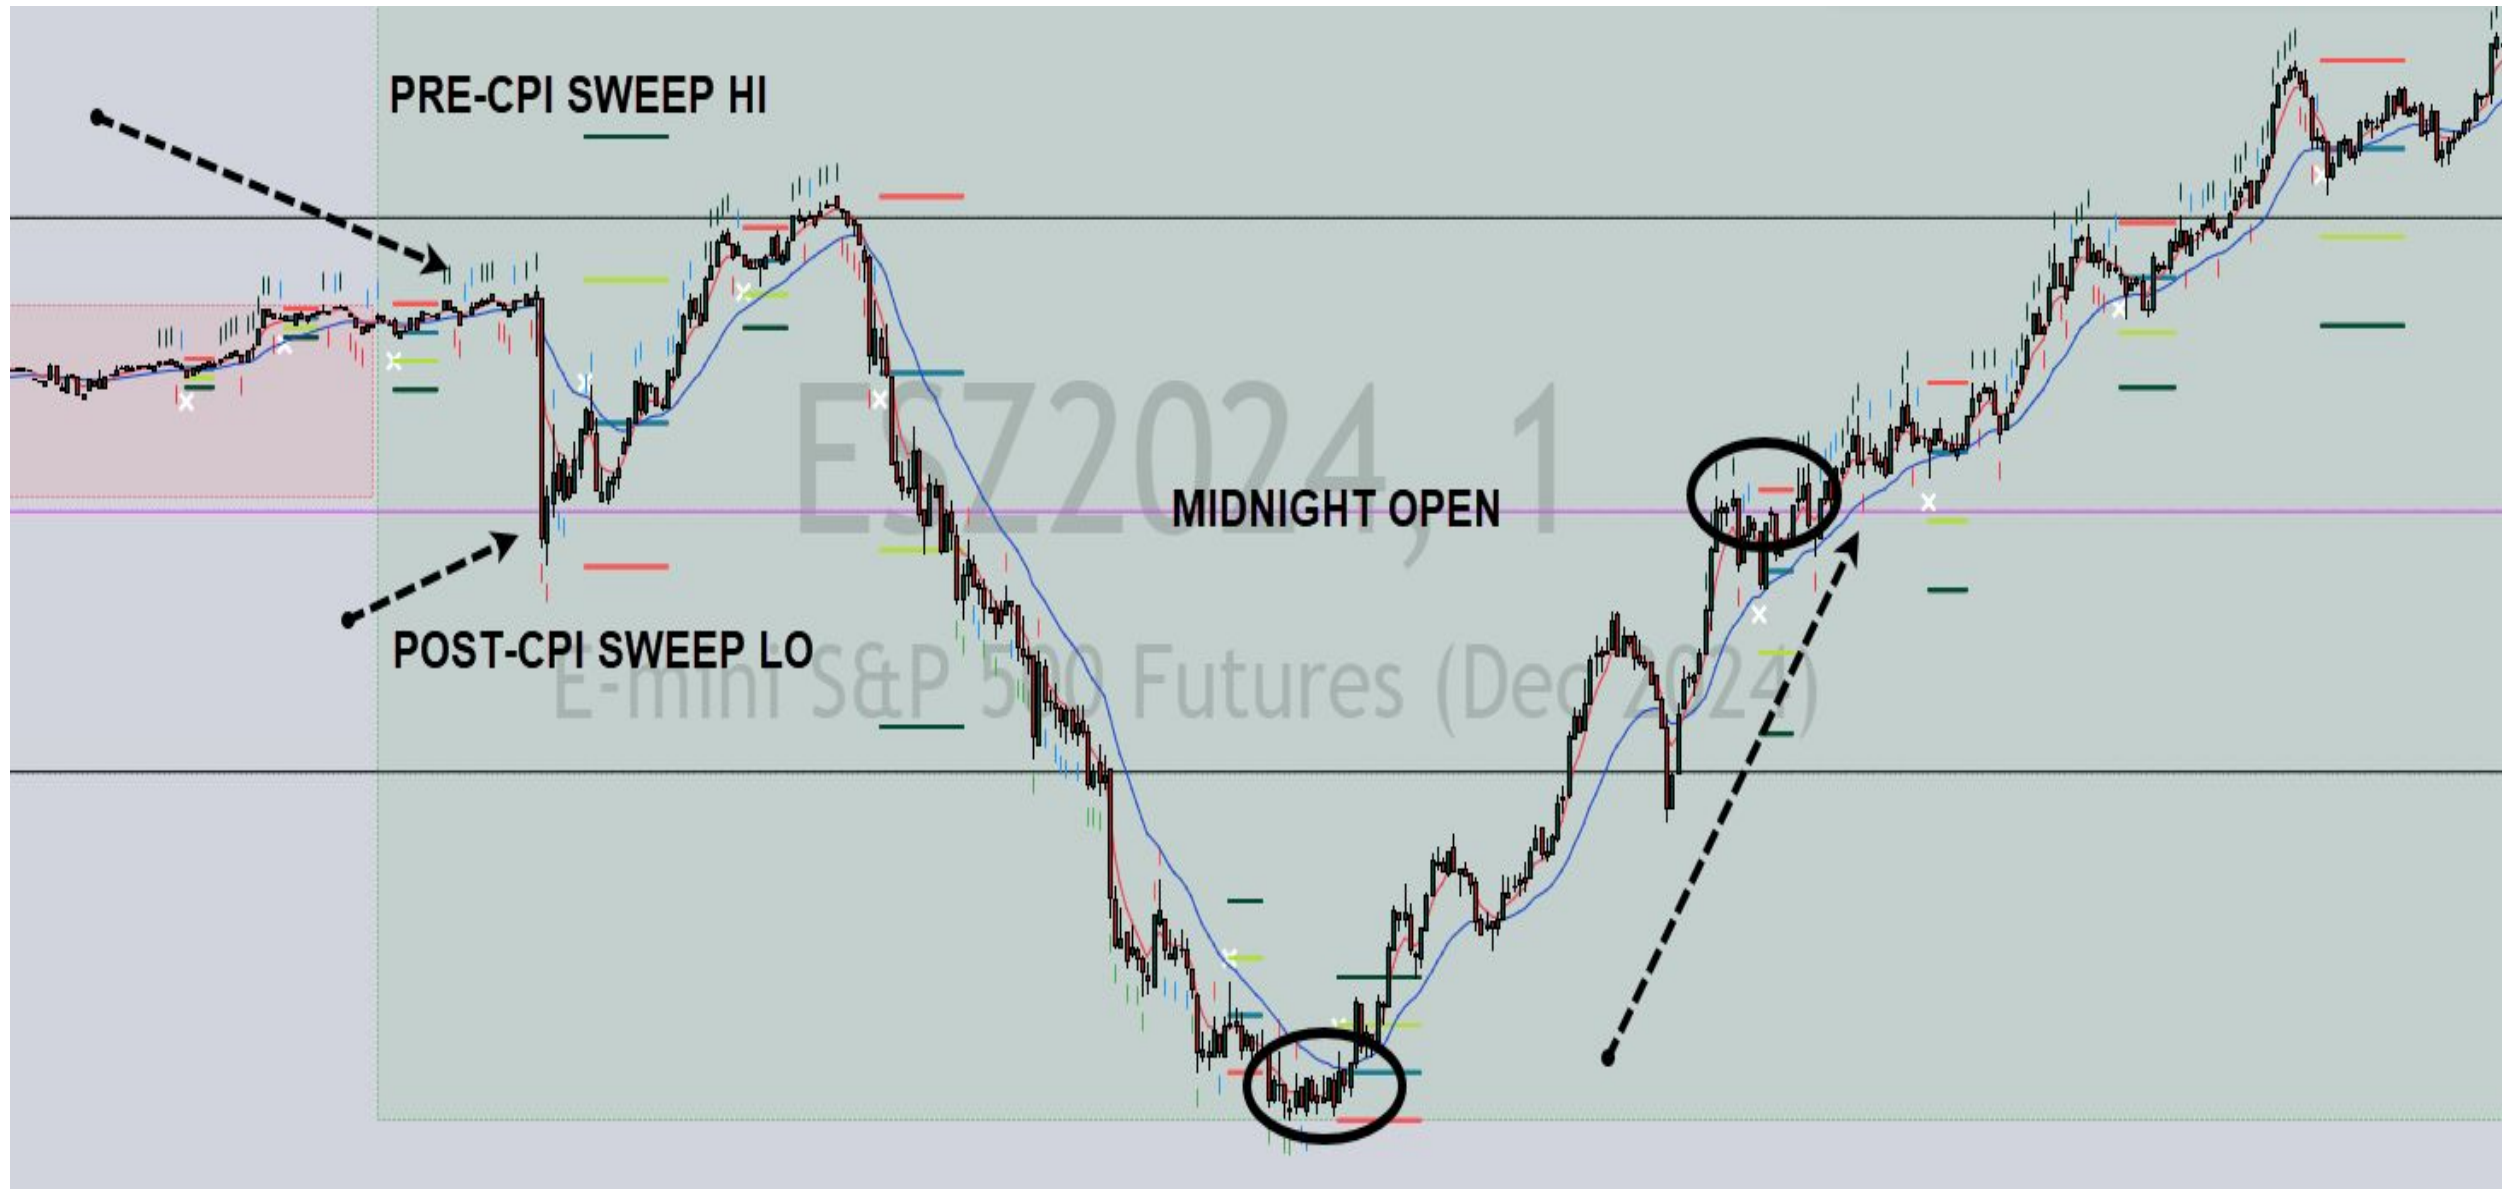 PRE-CPI SWEEP HI
ESZ2024, 1
MIDNIGHT OPEN
POST-CPI SWEEP LO
E-mini S&P 500 Futures (Dec 2024)